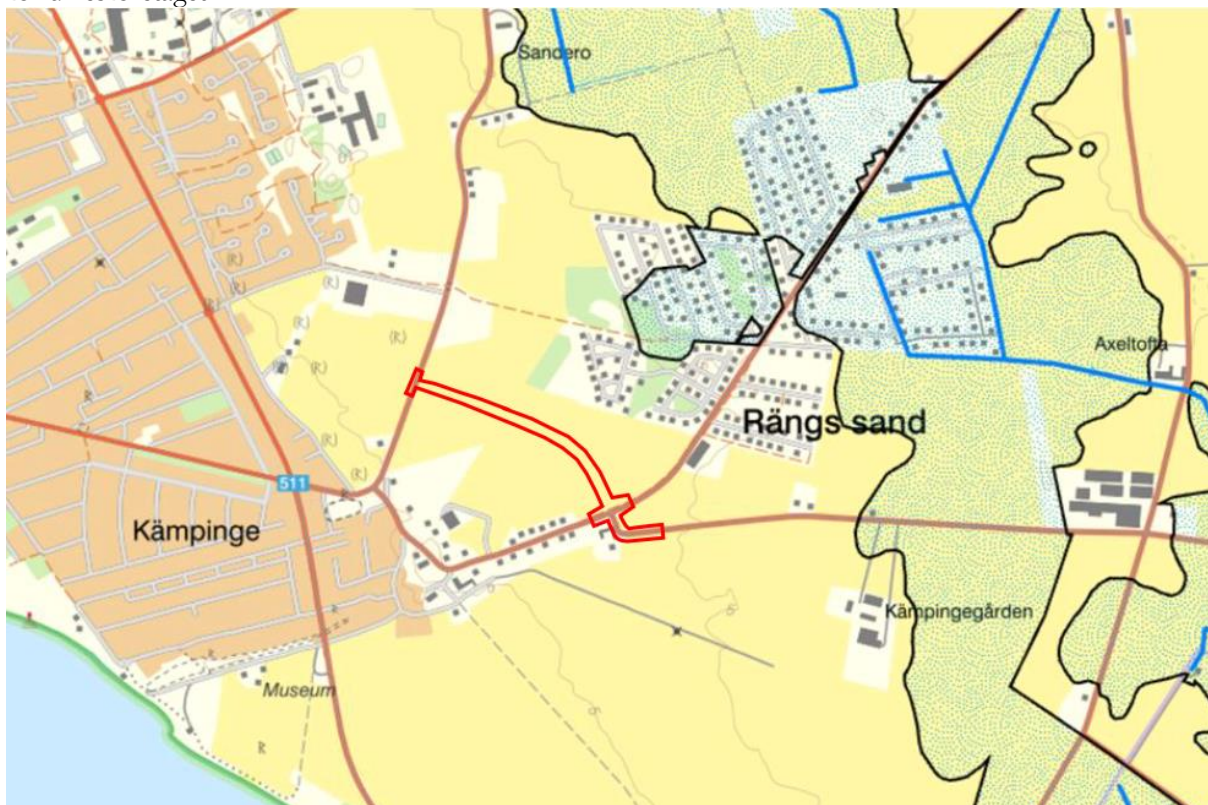 Sandero
Axeltofta
Rängs sand
511
Kämpinge
Kämpingegården
Museum
(R)
(R)
(R)
(R)
(R)
(R)
(R)
(R)
R
R
R